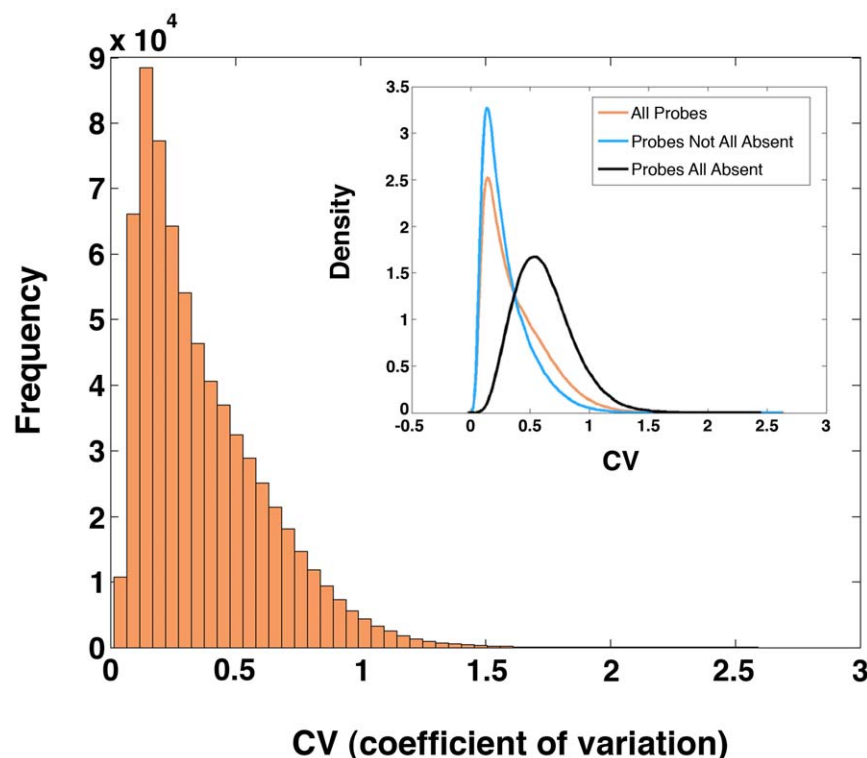 x 10⁴
9
8
7
6
5
4
3
2
1
0
Frequency
0 0.5 1 1.5 2 2.5 3
CV (coefficient of variation)
3.5
3
2.5
2
1.5
1
0.5
0
Density
-0.5 0 0.5 1 1.5 2 2.5 3
CV
All Probes
Probes Not All Absent
Probes All Absent